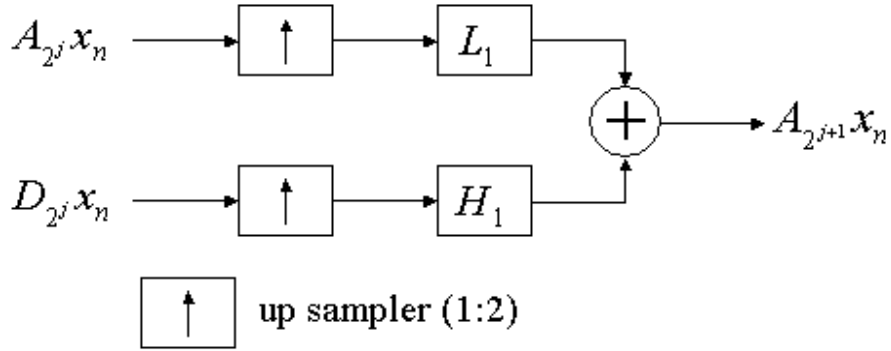 A_{2^j} x_n ↑ L_1
+ A_{2^{j+1}} x_n
D_{2^j} x_n ↑ H_1
↑ up sampler (1:2)